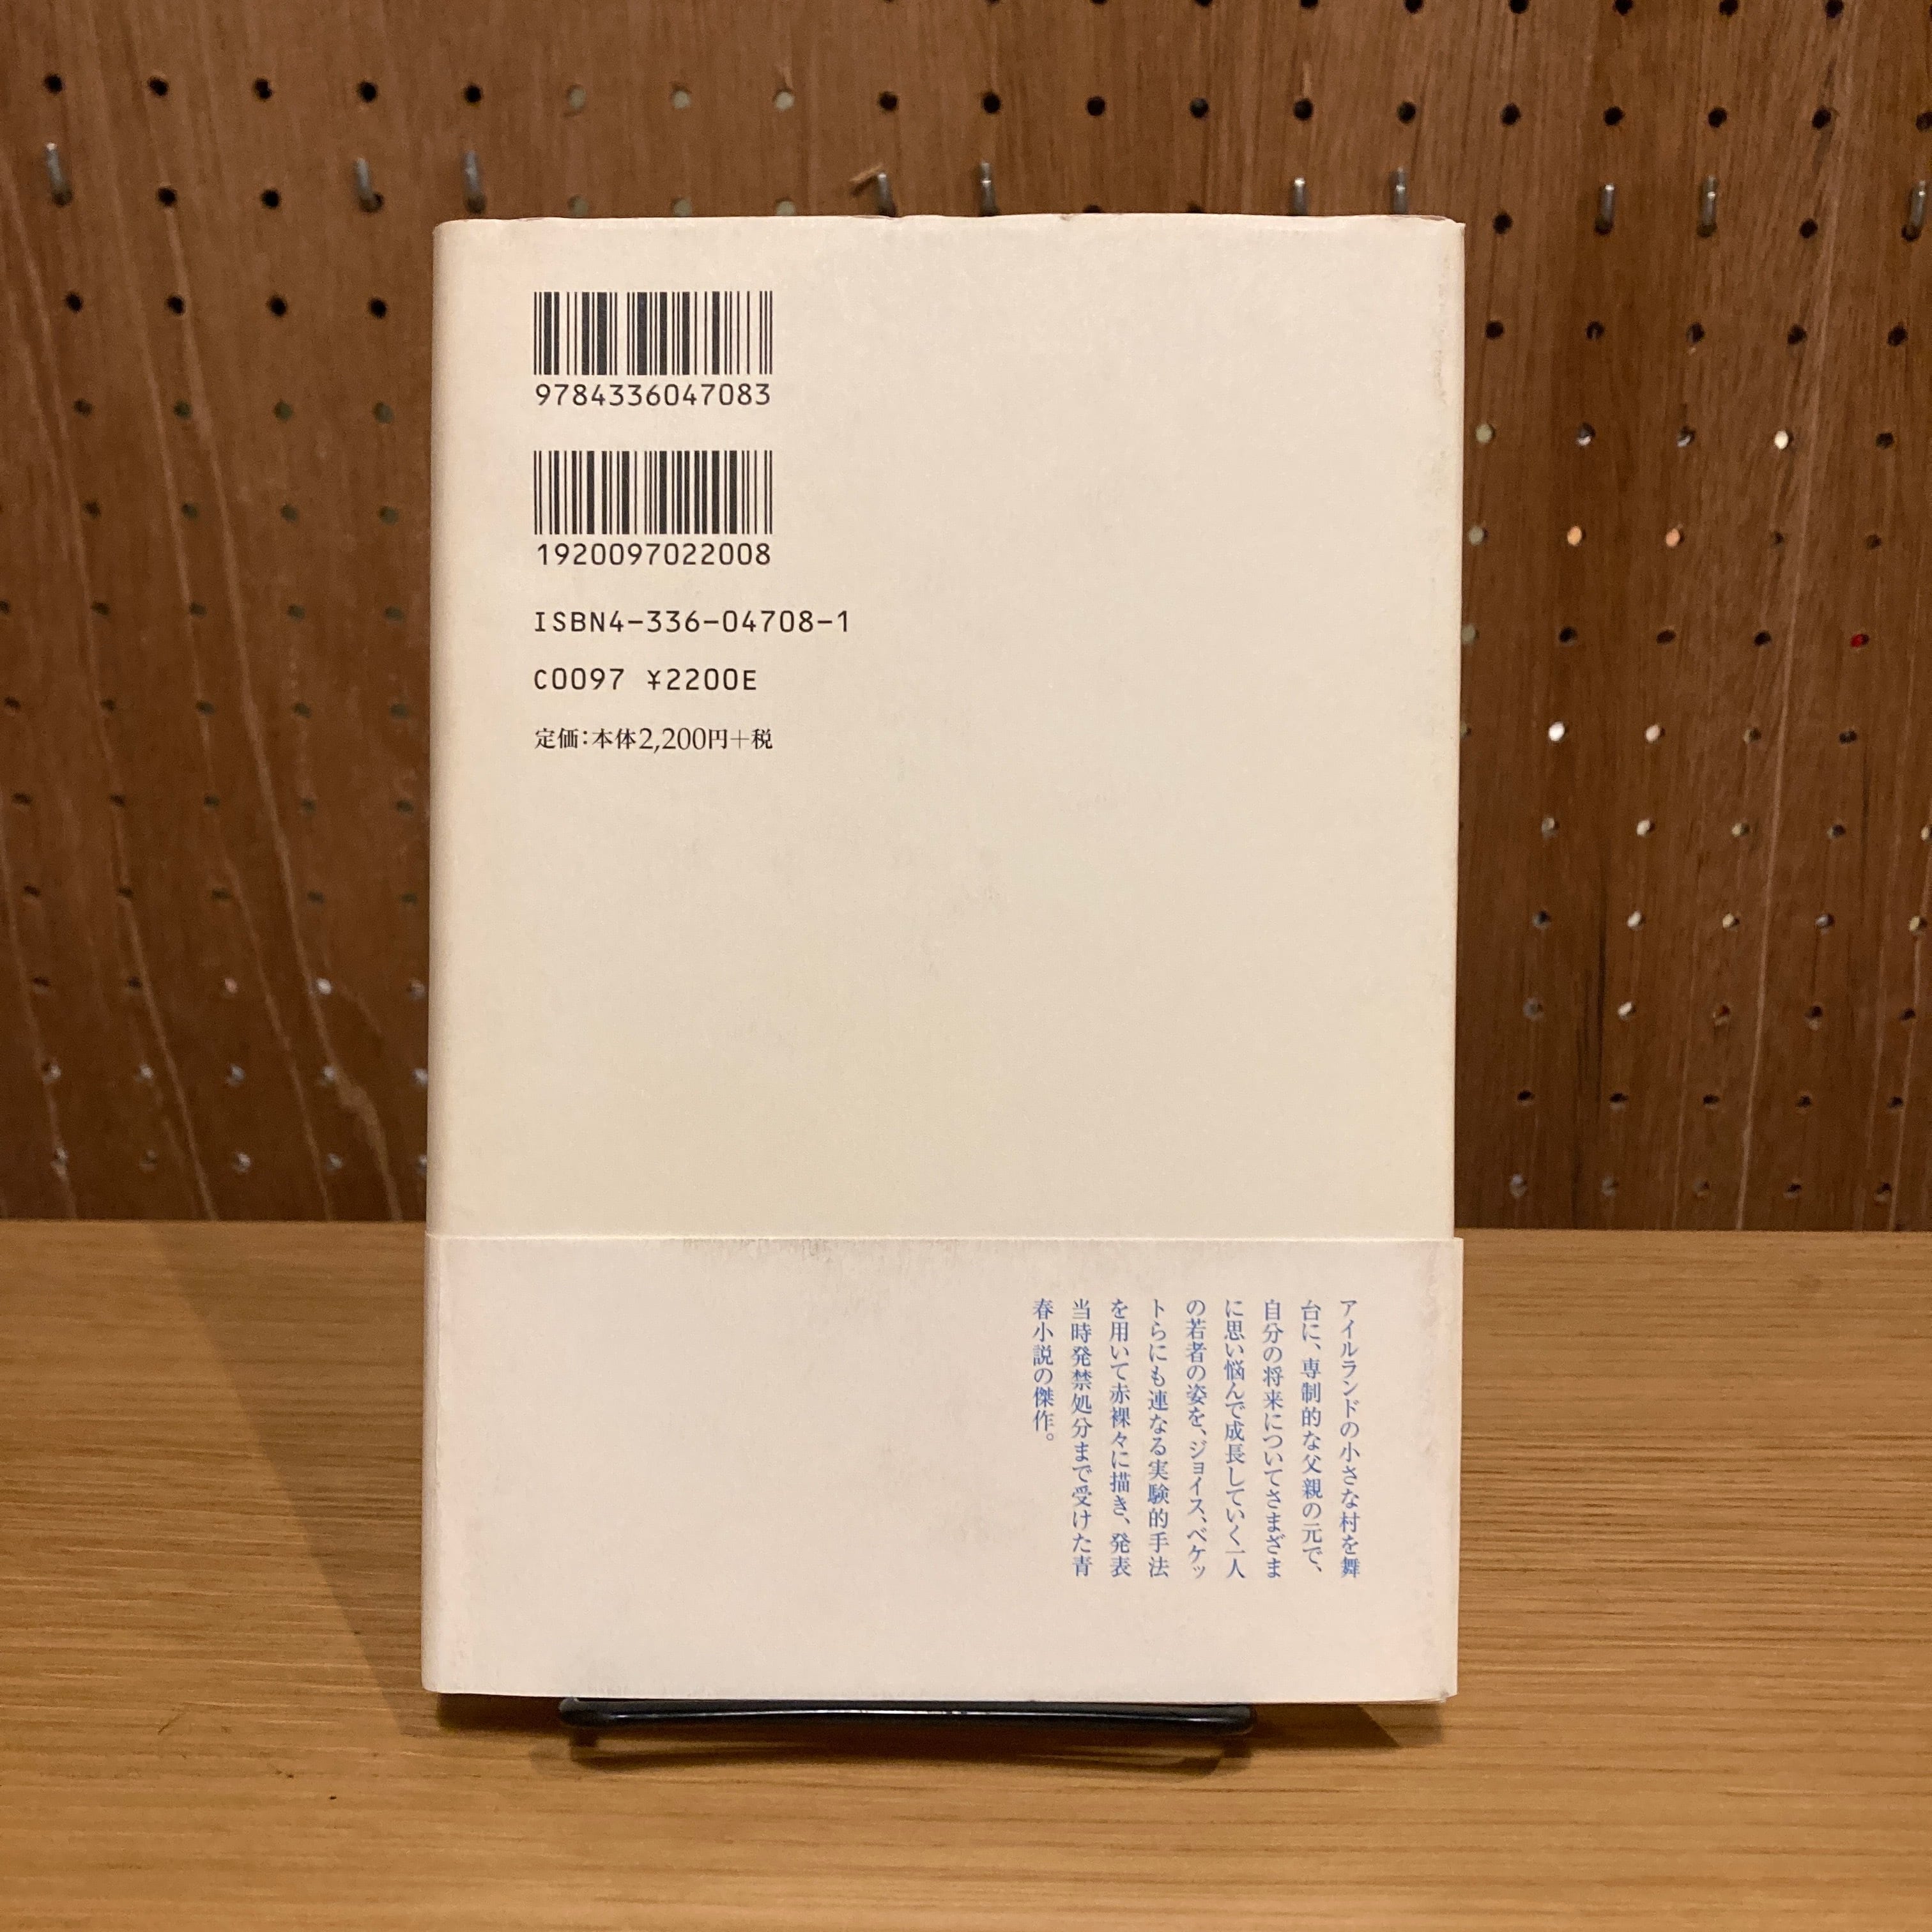 9784336047083
1920097022008
ISBN4-336-04708-1
C0097 ¥2200E
定価：本体2,200円＋税
アイルランドの小さな村を舞
台に、専制的な父親の元で、
自分の将来についてさまざま
に思い悩んで成長していく一人
の若者の姿を、ジョイス、ベケッ
トらにも連なる実験的手法
を用いて赤裸々に描き、発表
当時発禁処分まで受けた青
春小説の傑作。